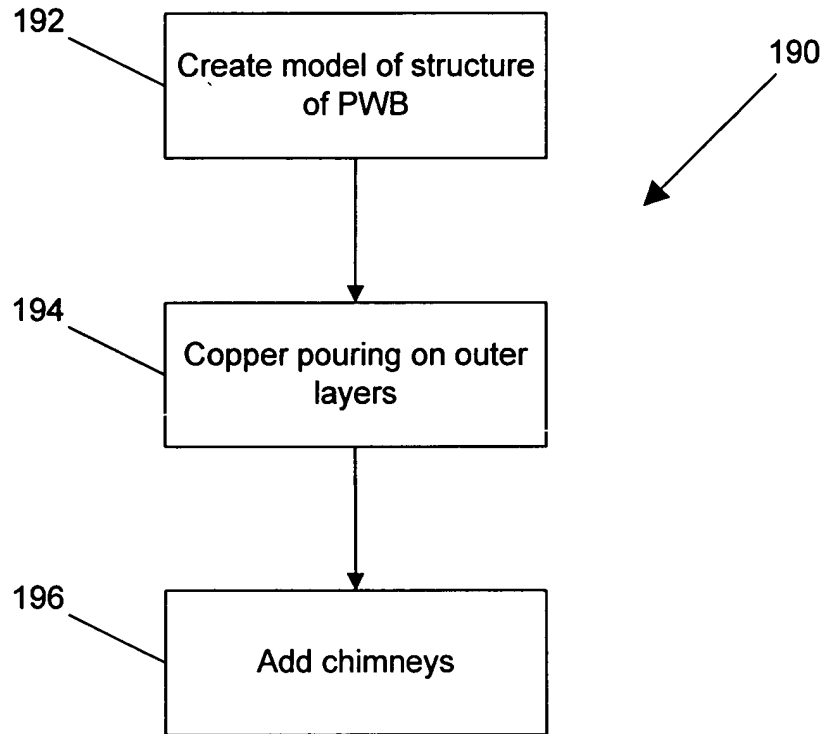 192
Create model of structure
of PWB
190
194
Copper pouring on outer
layers
196
Add chimneys